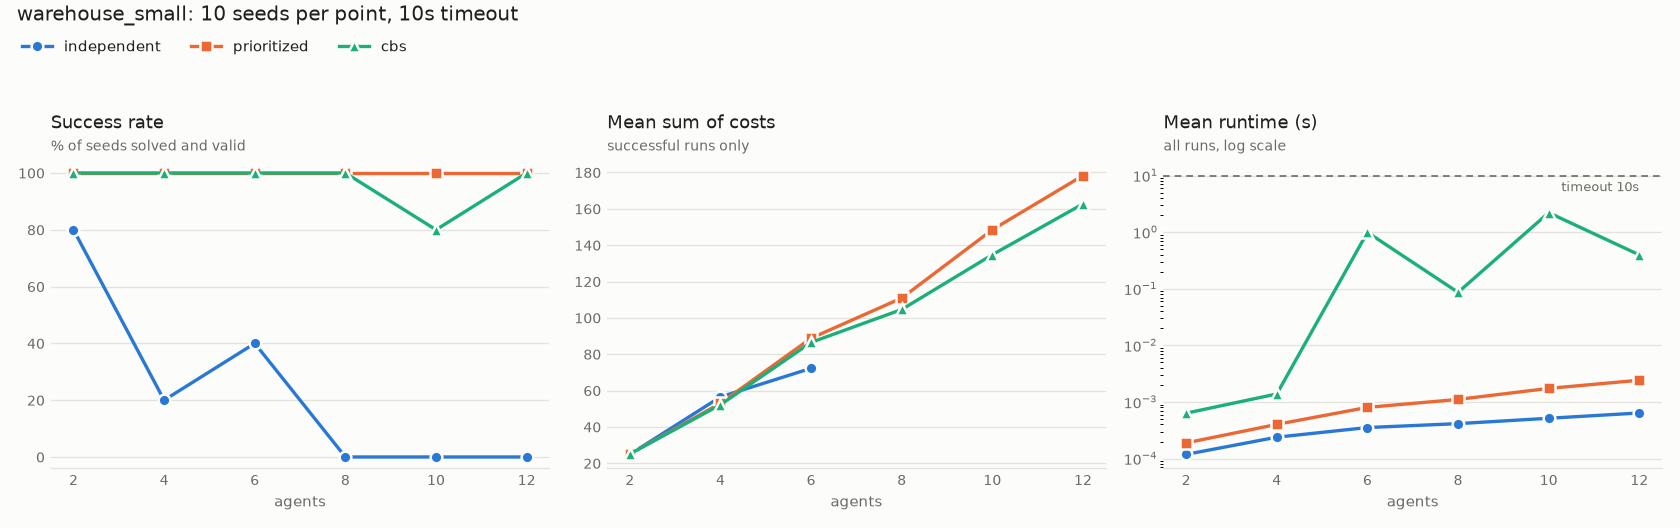 warehouse_small: 10 seeds per point, 10s timeout
independent prioritized cbs
Success rate
% of seeds solved and valid
100
80
60
40
20
0
2 4 6 8 10 12
agents
Mean sum of costs
successful runs only
180
160
140
120
100
80
60
40
20
2 4 6 8 10 12
agents
Mean runtime (s)
all runs, log scale
10¹
timeout 10s
10⁰
10⁻¹
10⁻²
10⁻³
10⁻⁴
2 4 6 8 10 12
agents